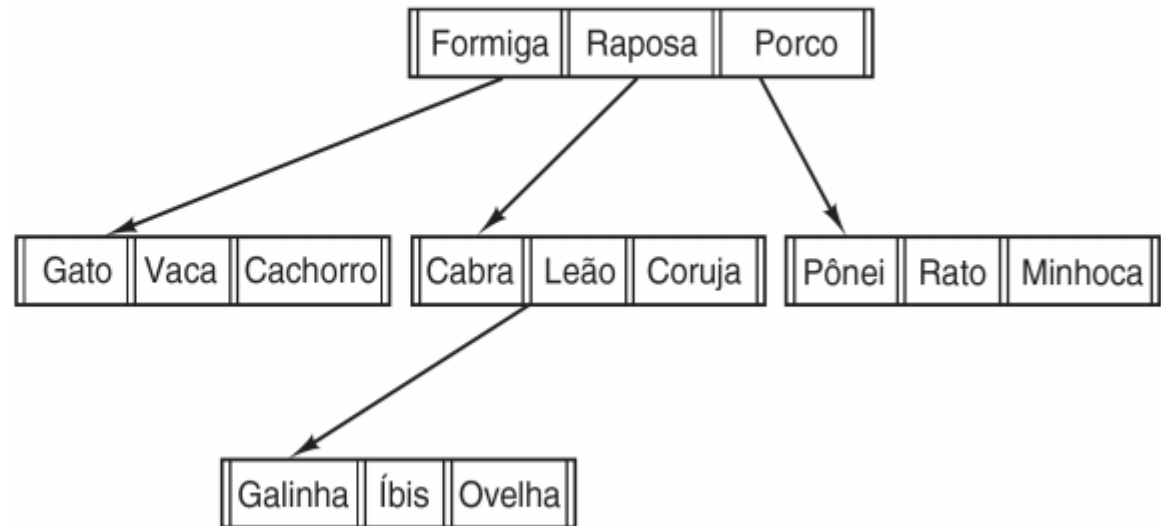 Formiga Raposa Porco
Gato Vaca Cachorro
Cabra Leão Coruja
Pônei Rato Minhoca
Galinha Íbis Ovelha